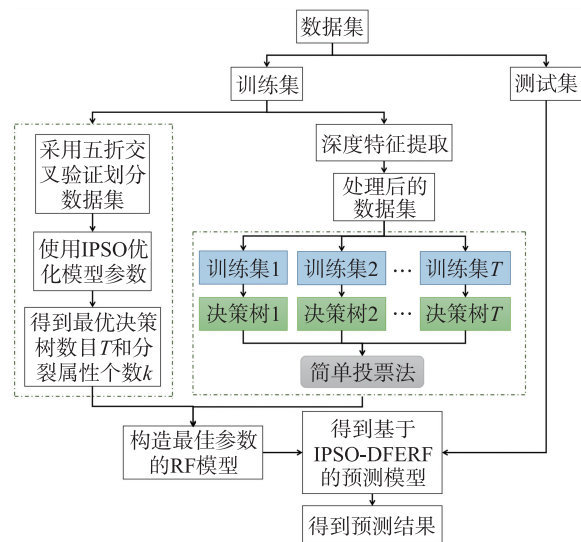 数据集
训练集
测试集
采用五折交
叉验证划分
数据集
使用IPSO优
化模型参数
得到最优决策
树数目T和分
裂属性个数k
深度特征提取
处理后的
数据集
训练集1 训练集2 … 训练集T
决策树1 决策树2 … 决策树T
简单投票法
构造最佳参数
的RF模型
得到基于
IPSO-DFERF
的预测模型
得到预测结果